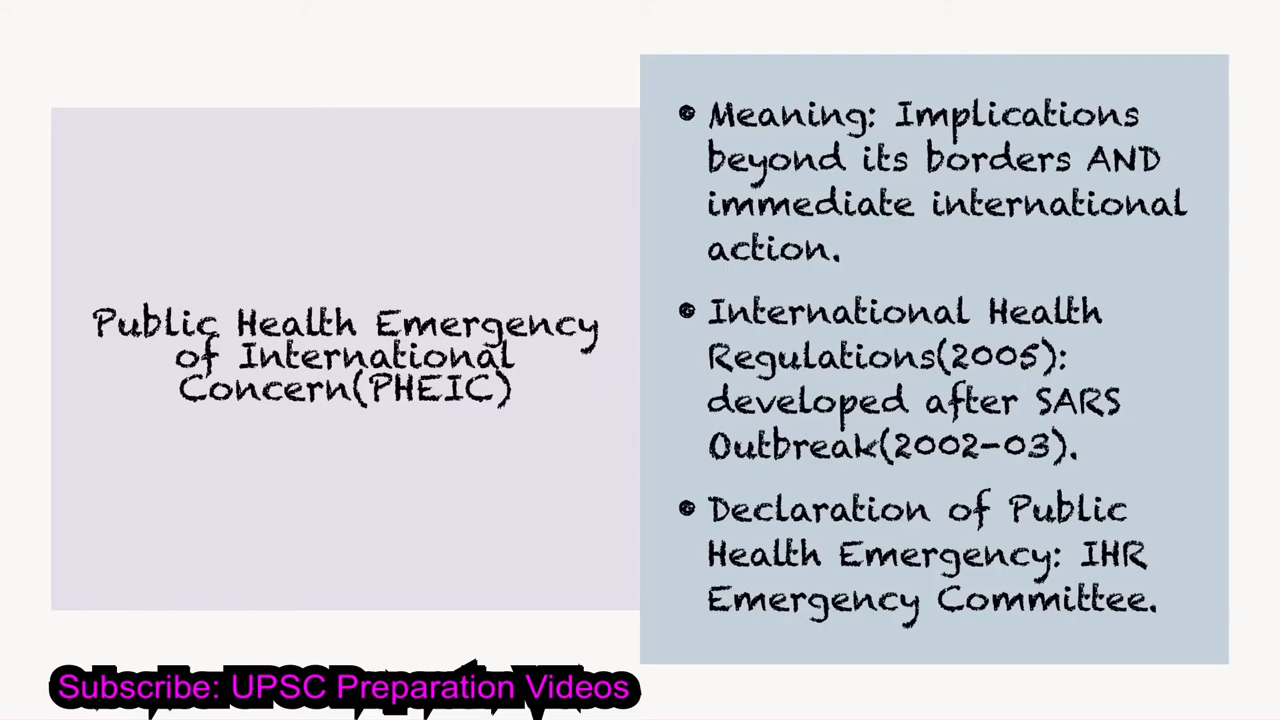 Public Health Emergency
of International
Concern(PHEIC)
• Meaning: Implications
beyond its borders AND
immediate international
action.
• International Health
Regulations(2005):
developed after SARS
Outbreak(2002-03).
• Declaration of Public
Health Emergency: IHR
Emergency Committee.
Subscribe: UPSC Preparation Videos